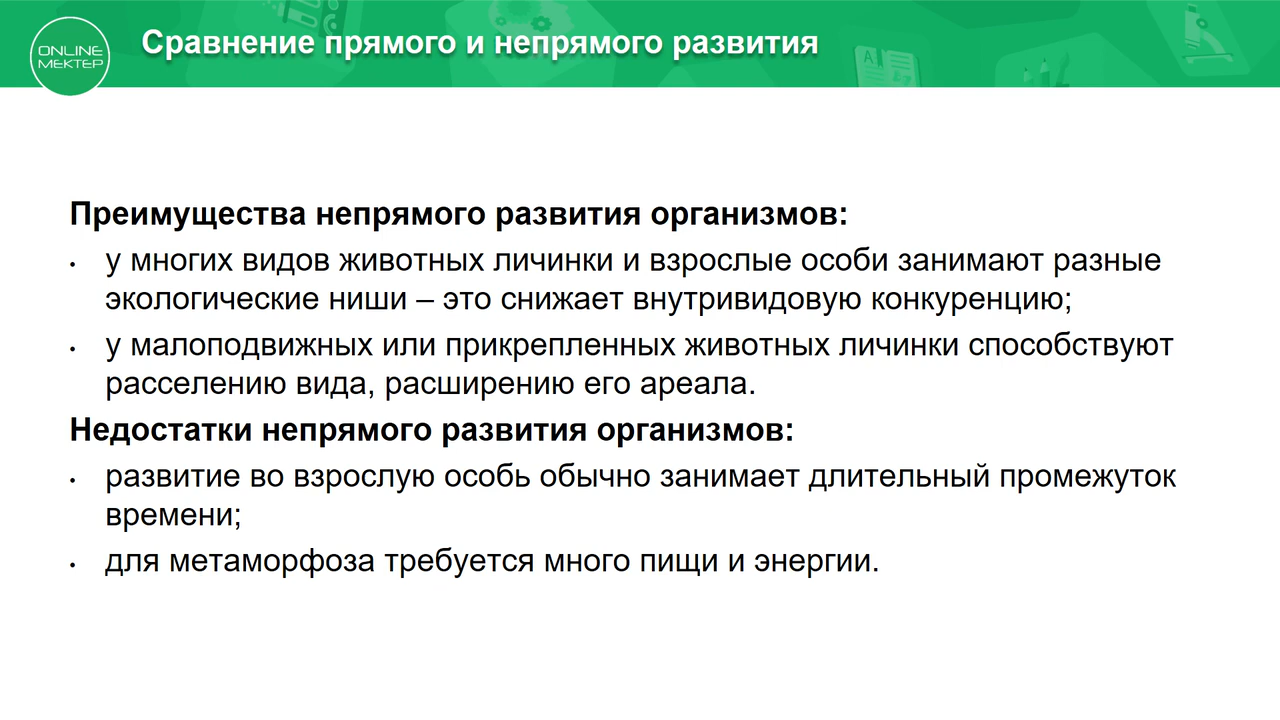 ONLINE
МЕКТЕР
Сравнение прямого и непрямого развития
Преимущества непрямого развития организмов:
• у многих видов животных личинки и взрослые особи занимают разные
экологические ниши – это снижает внутривидовую конкуренцию;
• у малоподвижных или прикрепленных животных личинки способствуют
расселению вида, расширению его ареала.
Недостатки непрямого развития организмов:
• развитие во взрослую особь обычно занимает длительный промежуток
времени;
• для метаморфоза требуется много пищи и энергии.